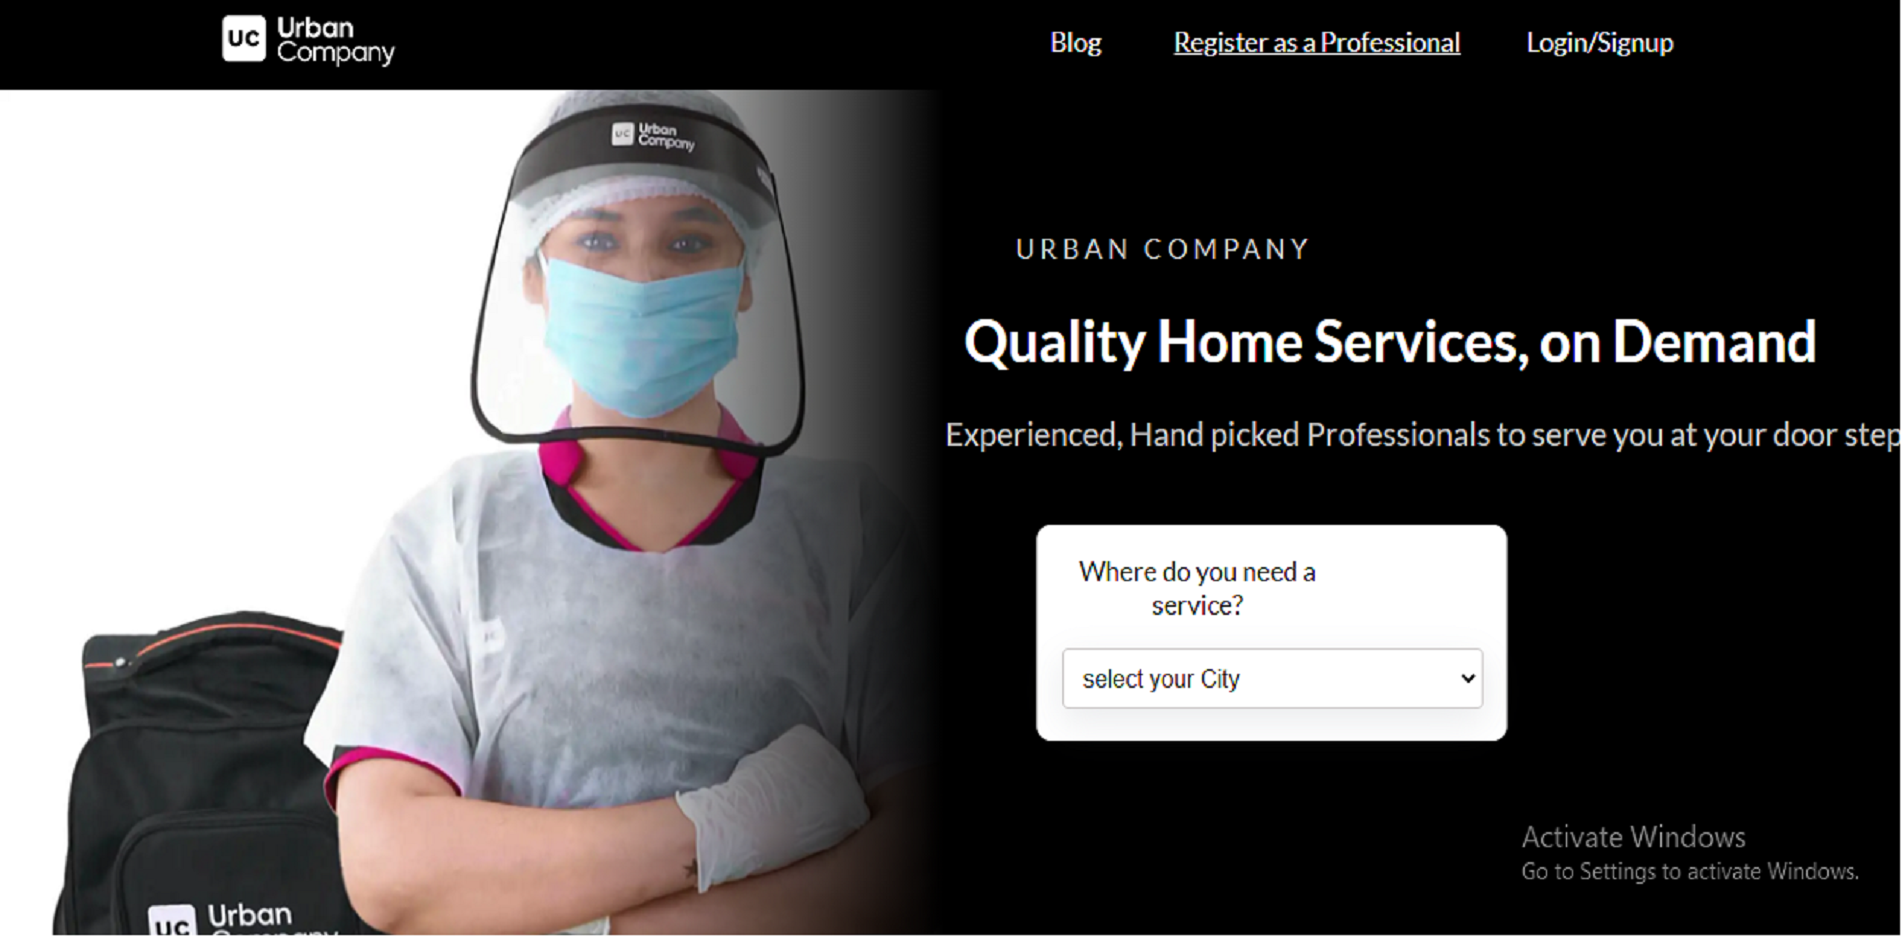 UC Urban
Company
Blog Register as a Professional Login/Signup
UC Urban
Company
URBAN COMPANY
Quality Home Services, on Demand
Experienced, Hand picked Professionals to serve you at your door step
Where do you need a
service?
select your City
Activate Windows
Go to Settings to activate Windows.
UC Urban
Company